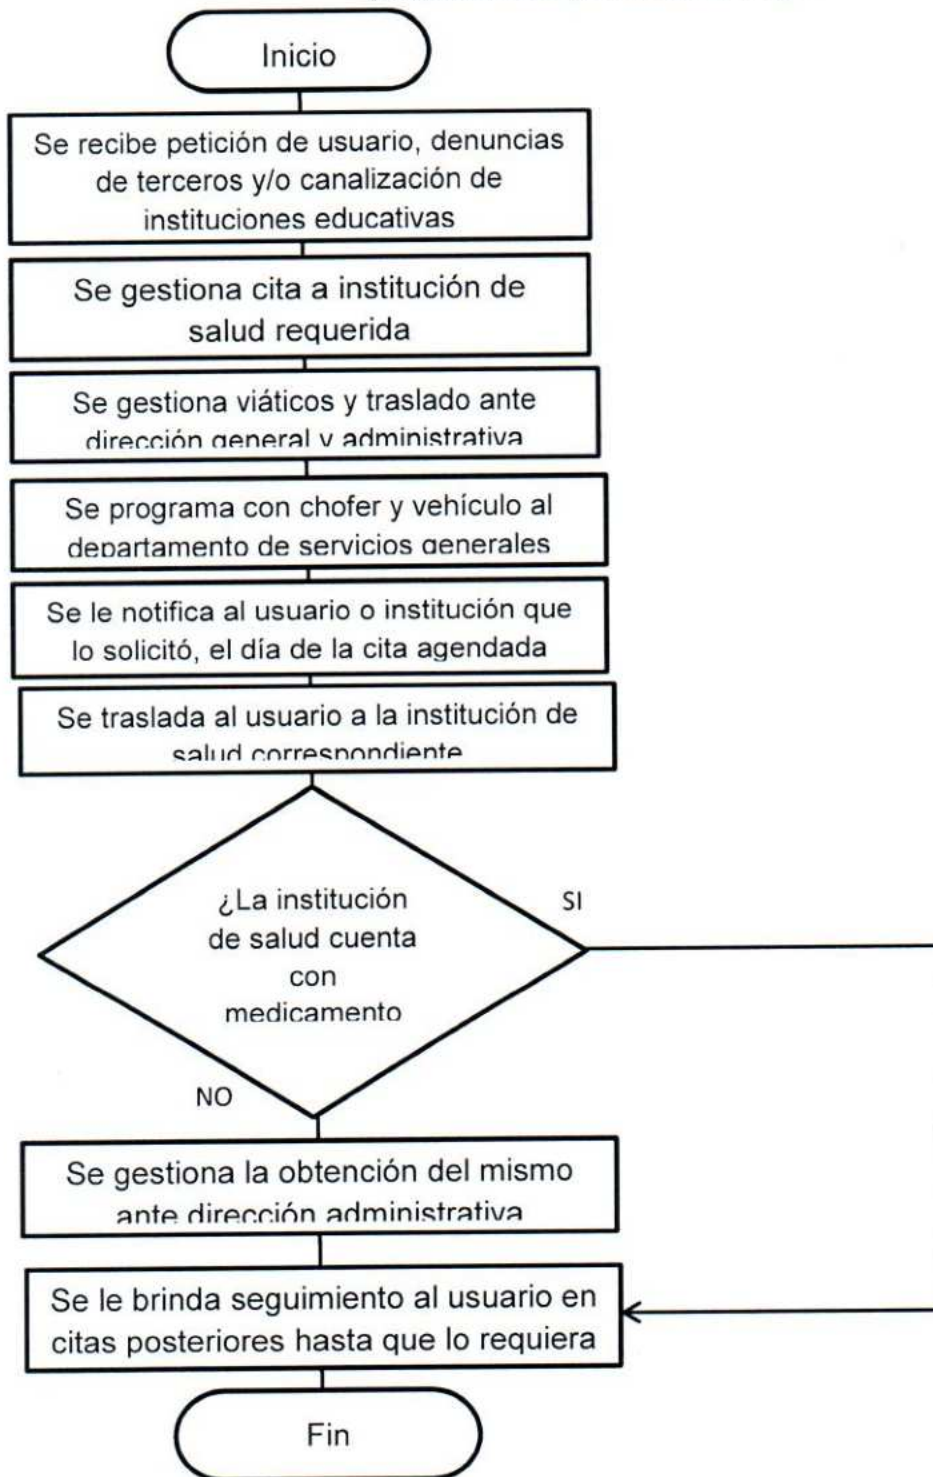 Inicio
Se recibe petición de usuario, denuncias
de terceros y/o canalización de
instituciones educativas
Se gestiona cita a institución de
salud requerida
Se gestiona viáticos y traslado ante
dirección general y administrativa
Se programa con chofer y vehículo al
departamento de servicios generales
Se le notifica al usuario o institución que
lo solicitó, el día de la cita agendada
Se traslada al usuario a la institución de
salud correspondiente
¿La institución
de salud cuenta
con
medicamento
SI
NO
Se gestiona la obtención del mismo
ante dirección administrativa
Se le brinda seguimiento al usuario en
citas posteriores hasta que lo requiera
Fin